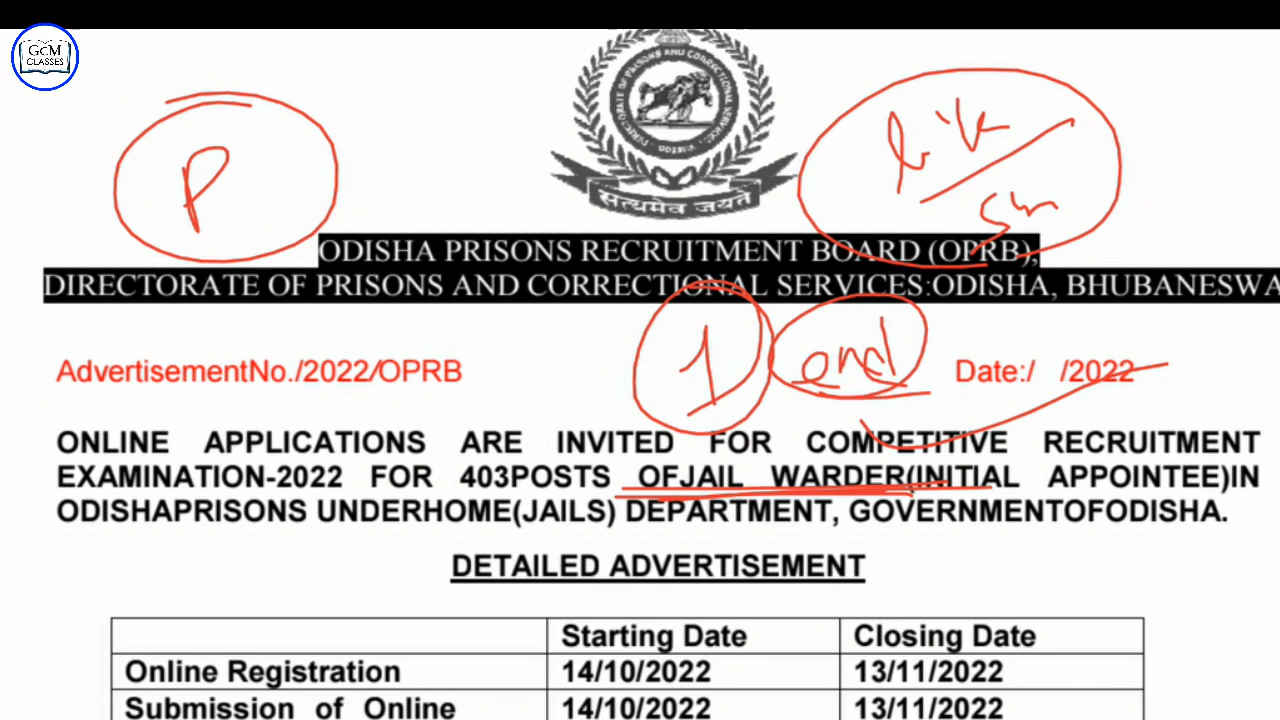 GCM
CLASSES
सत्यमेव जयते
ODISHA PRISONS RECRUITMENT BOARD (OPRB),
DIRECTORATE OF PRISONS AND CORRECTIONAL SERVICES:ODISHA, BHUBANESWA
P
1
end
AdvertisementNo./2022/OPRB Date:/ /2022
ONLINE APPLICATIONS ARE INVITED FOR COMPETITIVE RECRUITMENT
EXAMINATION-2022 FOR 403POSTS OFJAIL WARDER(INITIAL APPOINTEE)IN
ODISHAPRISONS UNDERHOME(JAILS) DEPARTMENT, GOVERNMENTOFODISHA.
DETAILED ADVERTISEMENT
Starting Date Closing Date
Online Registration 14/10/2022 13/11/2022
Submission of Online 14/10/2022 13/11/2022